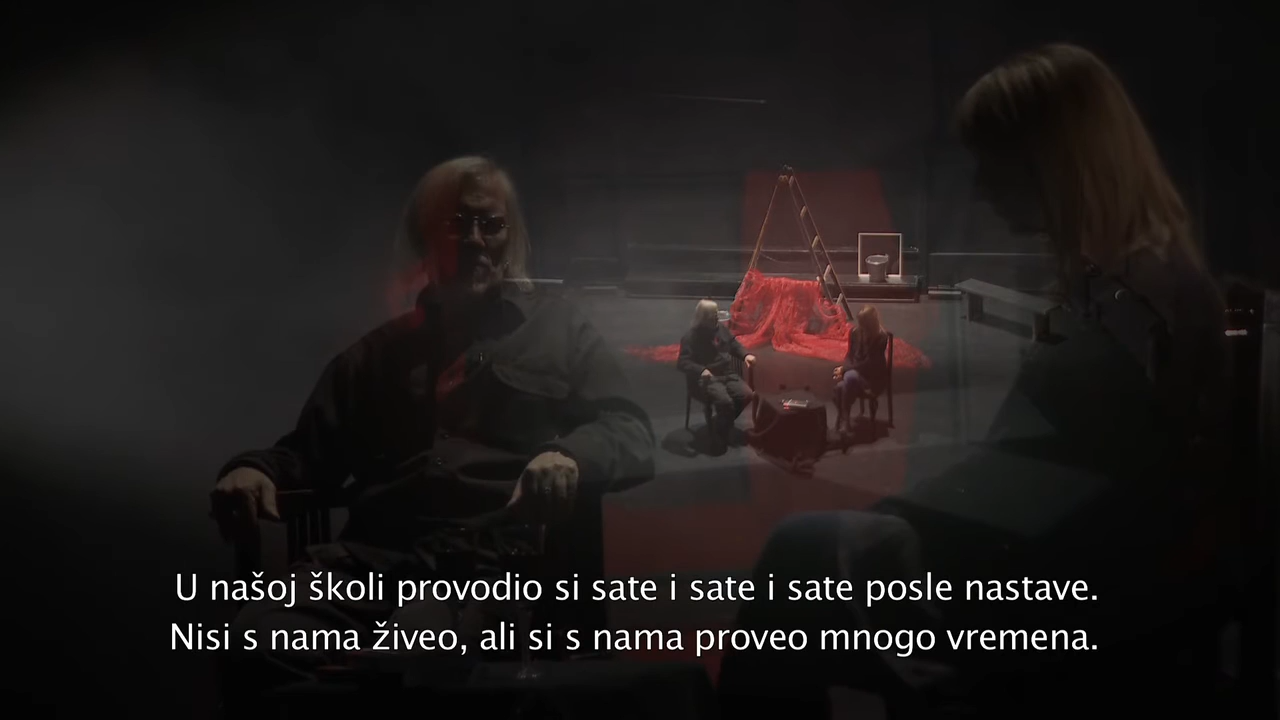 U našoj školi provodio si sate i sate i sate posle nastave.
Nisi s nama živeo, ali si s nama proveo mnogo vremena.